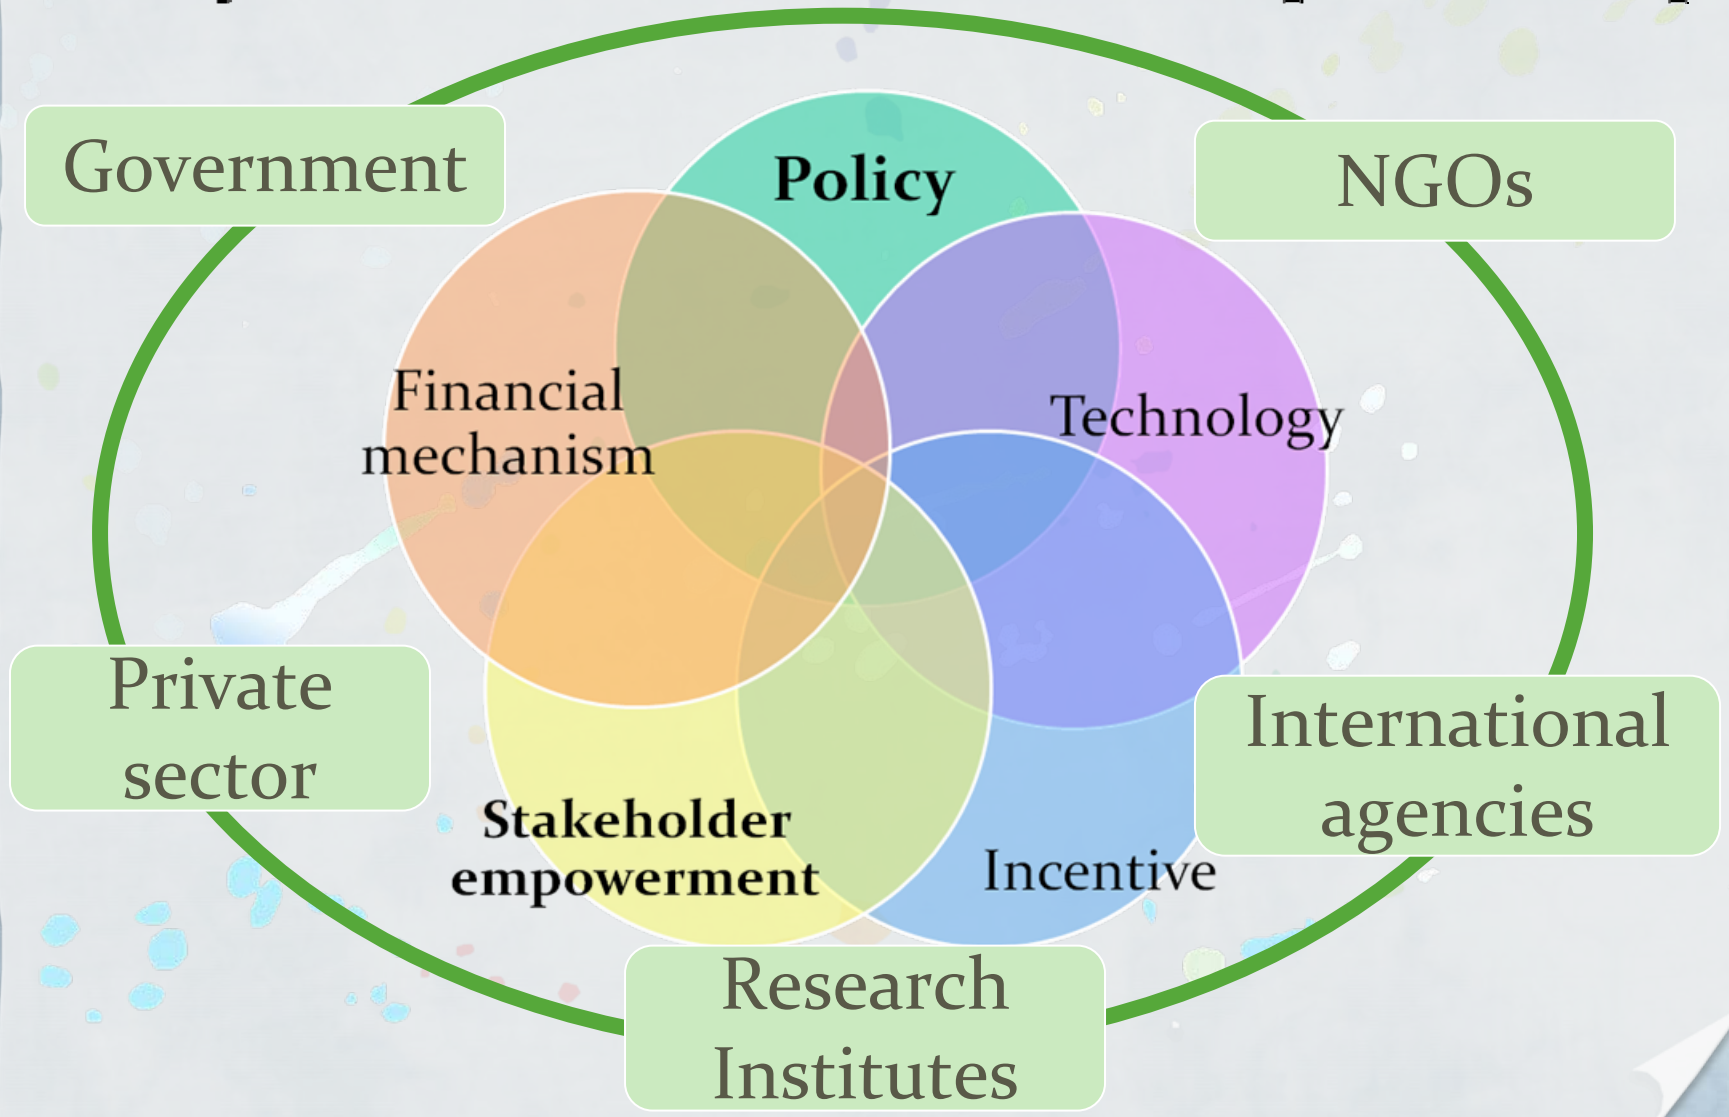 Government
NGOs
Policy
Financial
mechanism
Technology
Private
sector
International
agencies
Stakeholder
empowerment
Incentive
Research
Institutes